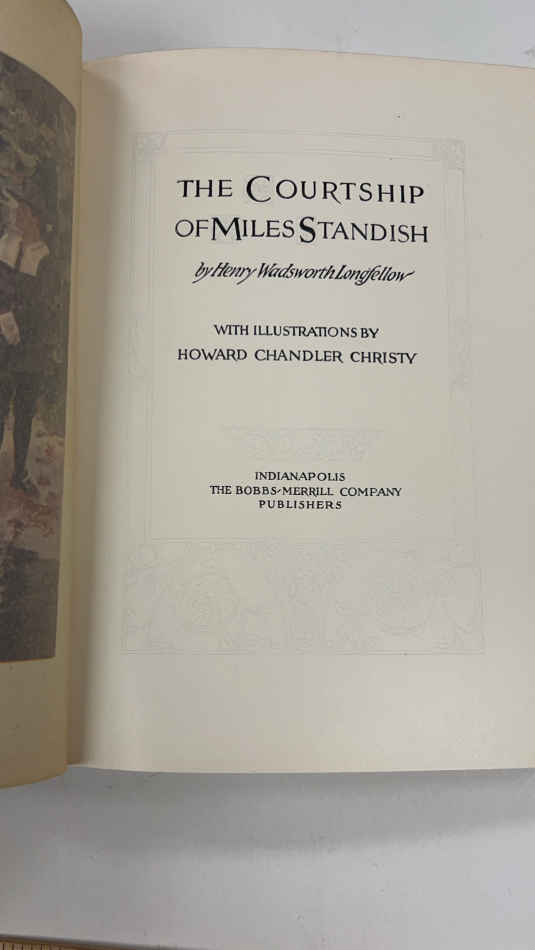 THE COURTSHIP
OF MILES STANDISH
by Henry Wadsworth Longfellow
WITH ILLUSTRATIONS BY
HOWARD CHANDLER CHRISTY
INDIANAPOLIS
THE BOBBS-MERRILL COMPANY
PUBLISHERS